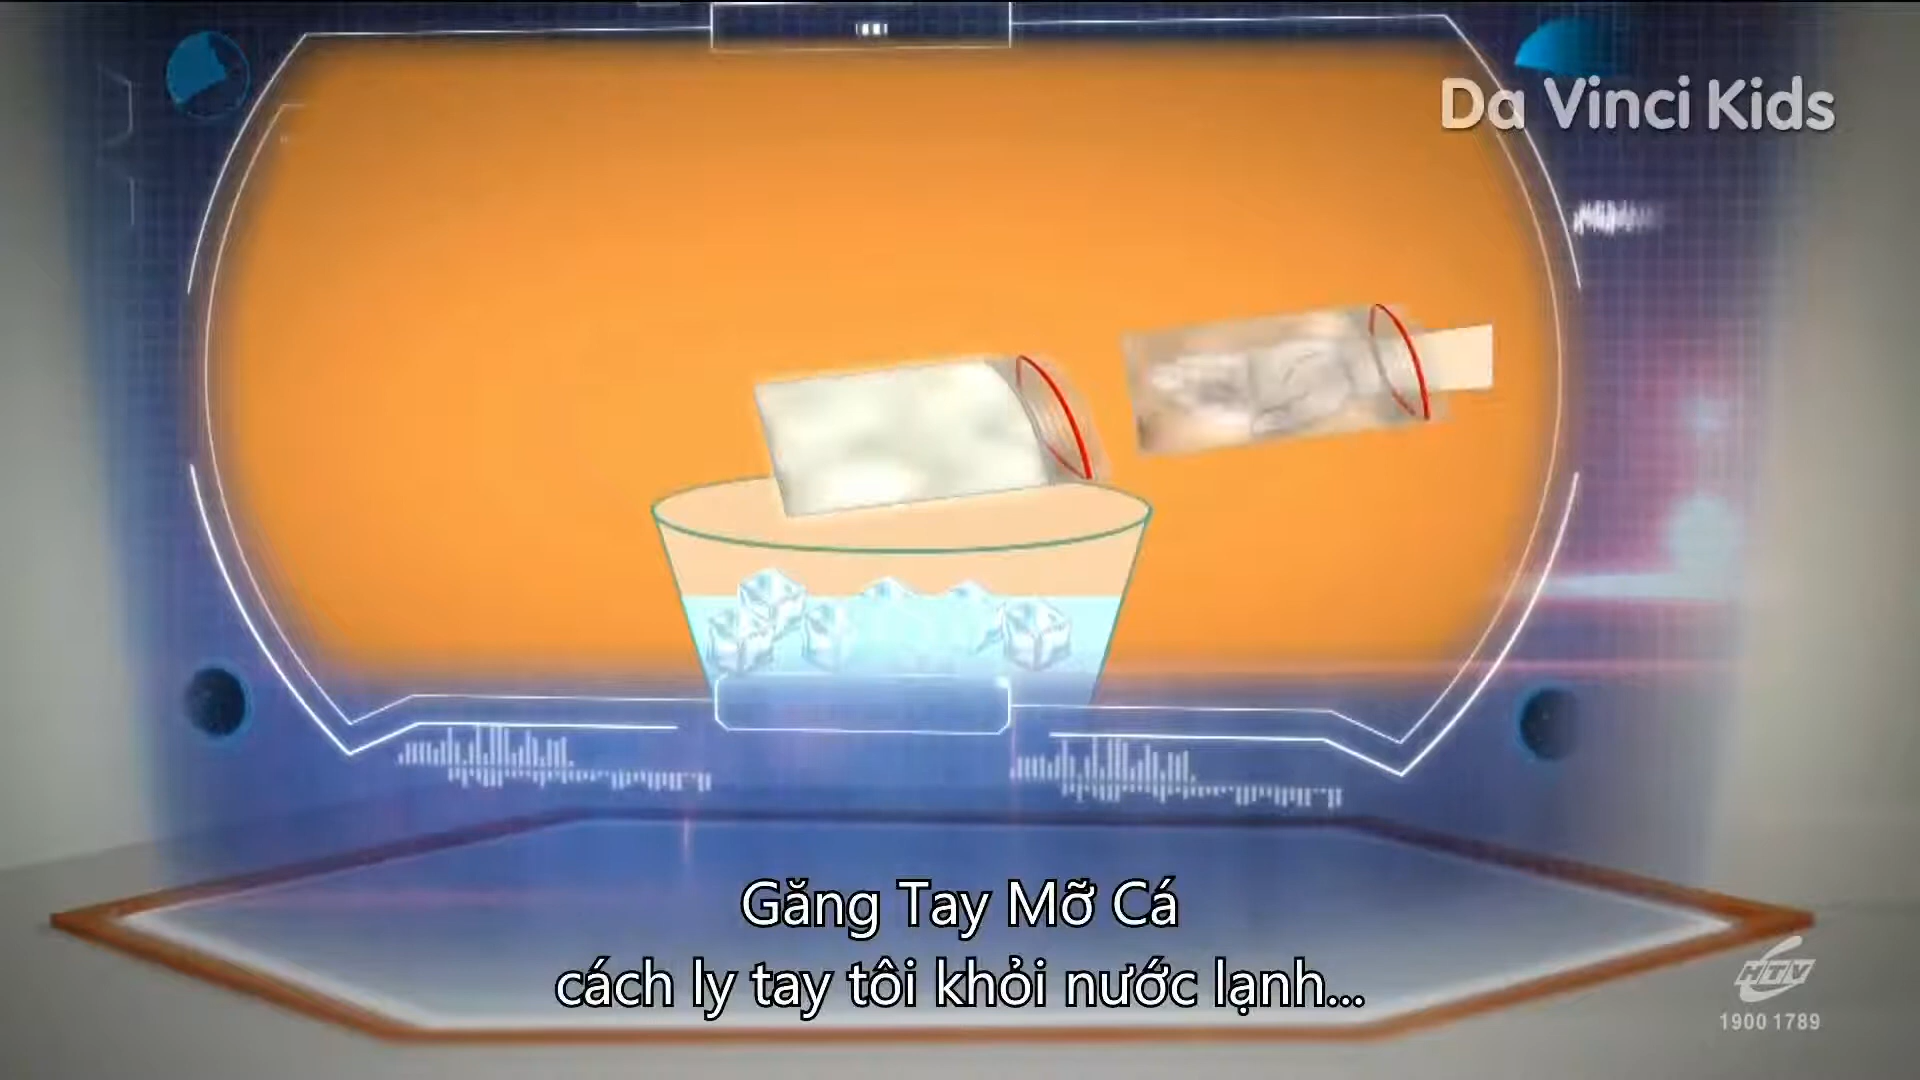 Da Vinci Kids
Găng Tay Mỡ Cá
cách ly tay tôi khỏi nước lạnh...
HTV
1900 1789